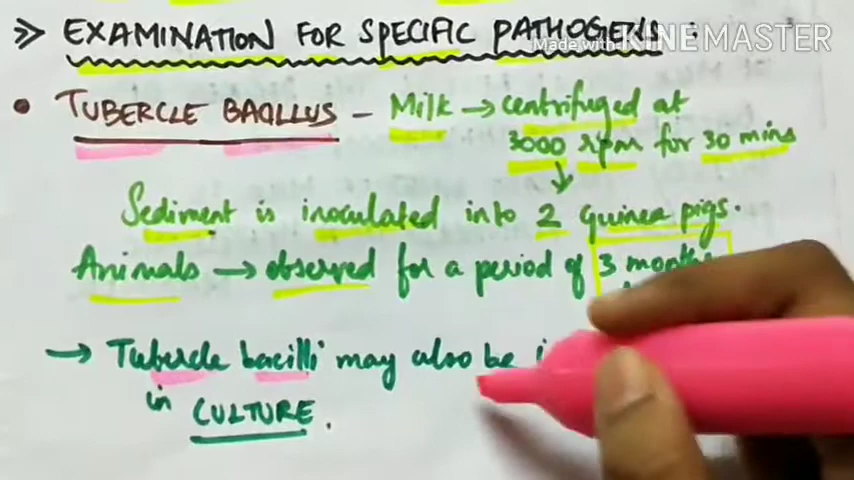 >> EXAMINATION FOR SPECIFIC PATHOGENS :
Made with KINEMASTER
• TUBERCLE BACILLUS – Milk → centrifuged at
3000 rpm for 30 mins
↓
Sediment is inoculated into 2 guinea pigs.
Animals → observed for a period of 3 months
→ Tubercle bacilli may also be
in CULTURE.